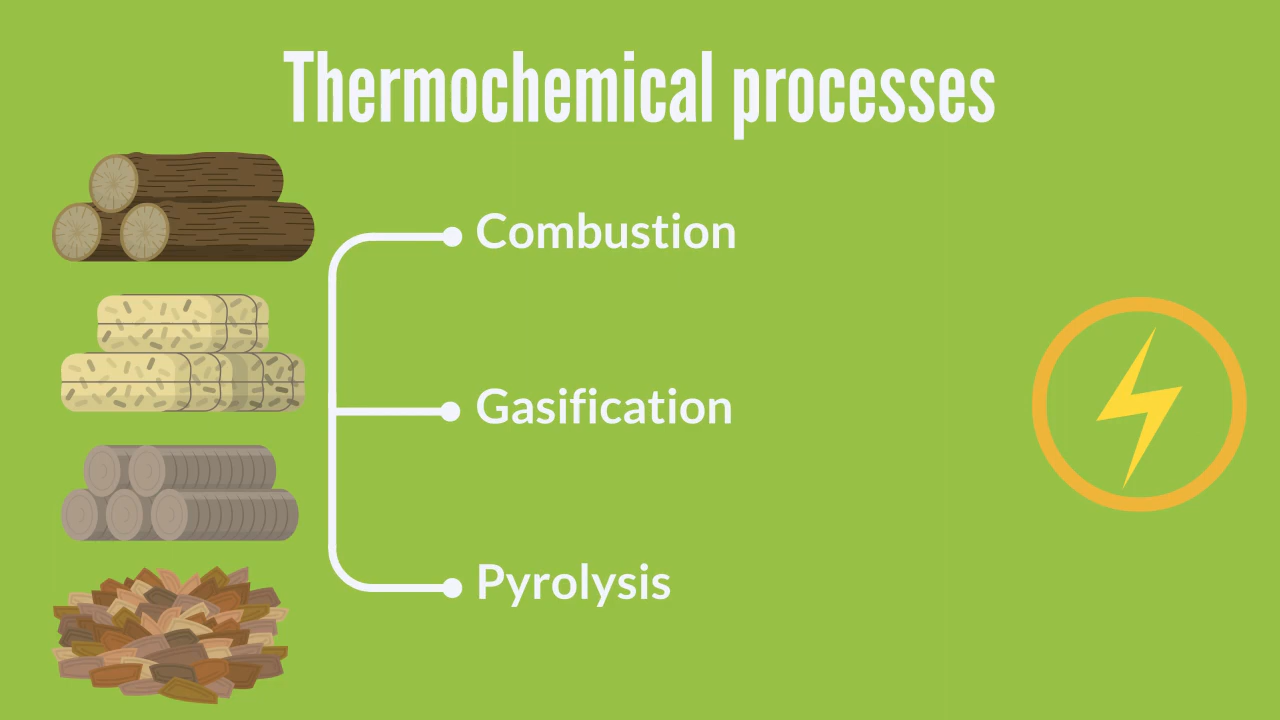 Thermochemical processes
Combustion
Gasification
Pyrolysis